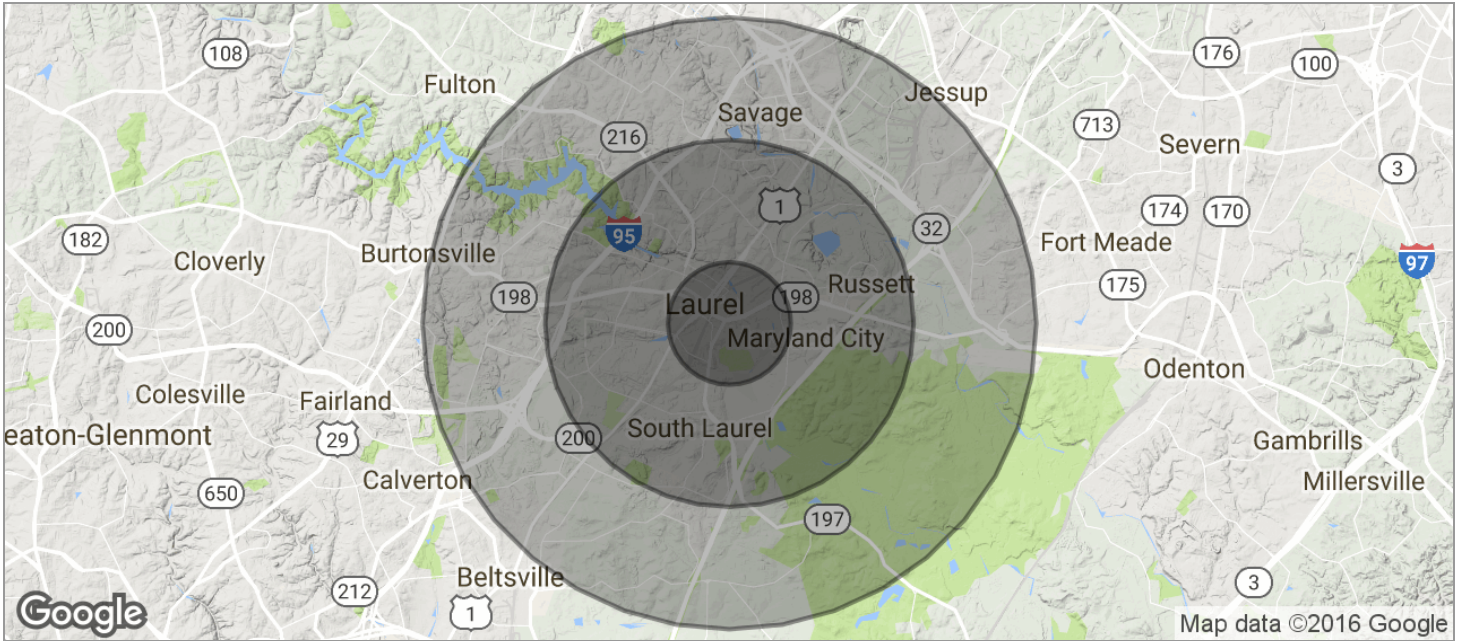 108
Fulton
176
100
Jessup
Savage
713
216
Severn
3
1
174
170
32
182
95
Fort Meade
Burtonsville
Cloverly
97
Russett
175
198
198
Laurel
200
Maryland City
Odenton
Colesville
Fairland
South Laurel
eaton-Glenmont
29
200
Gambrills
Calverton
Millersville
650
197
Beltsville
3
212
1
Google
Map data ©2016 Google